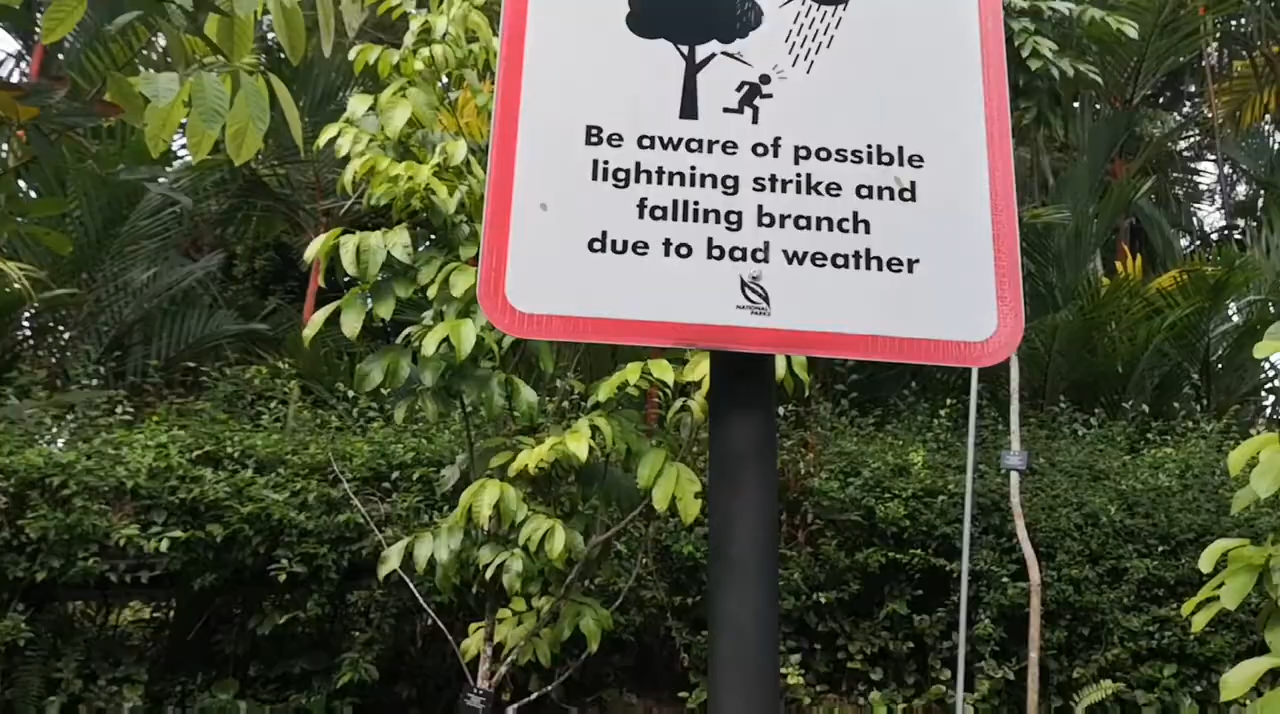 Be aware of possible
lightning strike and
falling branch
due to bad weather
NATIONAL
PARKS